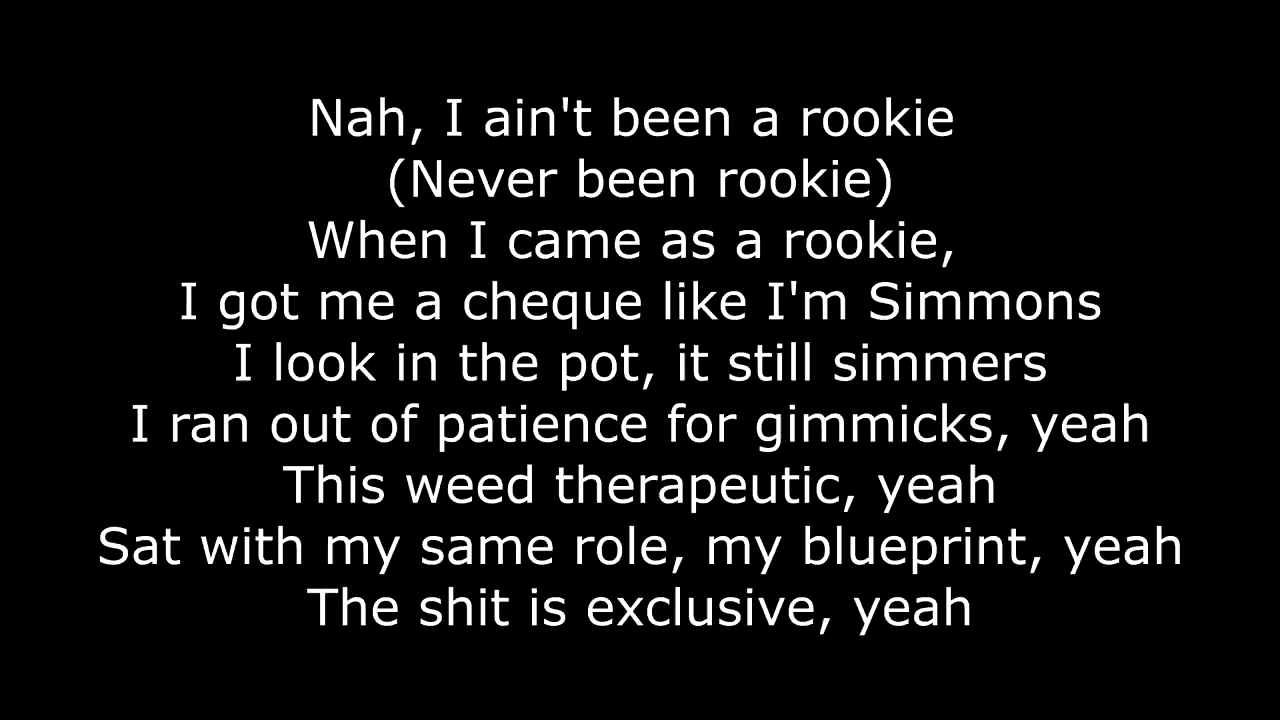 Nah, I ain't been a rookie
(Never been rookie)
When I came as a rookie,
I got me a cheque like I'm Simmons
I look in the pot, it still simmers
I ran out of patience for gimmicks, yeah
This weed therapeutic, yeah
Sat with my same role, my blueprint, yeah
The shit is exclusive, yeah